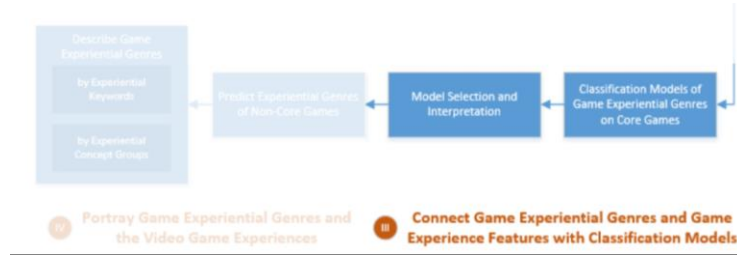 Describe Game
Experiential Genres
by Experiential
Keywords
by Experiential
Concept Groups
Predict Experiential Genres
of Non-Core Games
Model Selection and
Interpretation
Classification Models of
Game Experiential Genres
on Core Games
IV
Portray Game Experiential Genres and
the Video Game Experiences
III
Connect Game Experiential Genres and Game
Experience Features with Classification Models